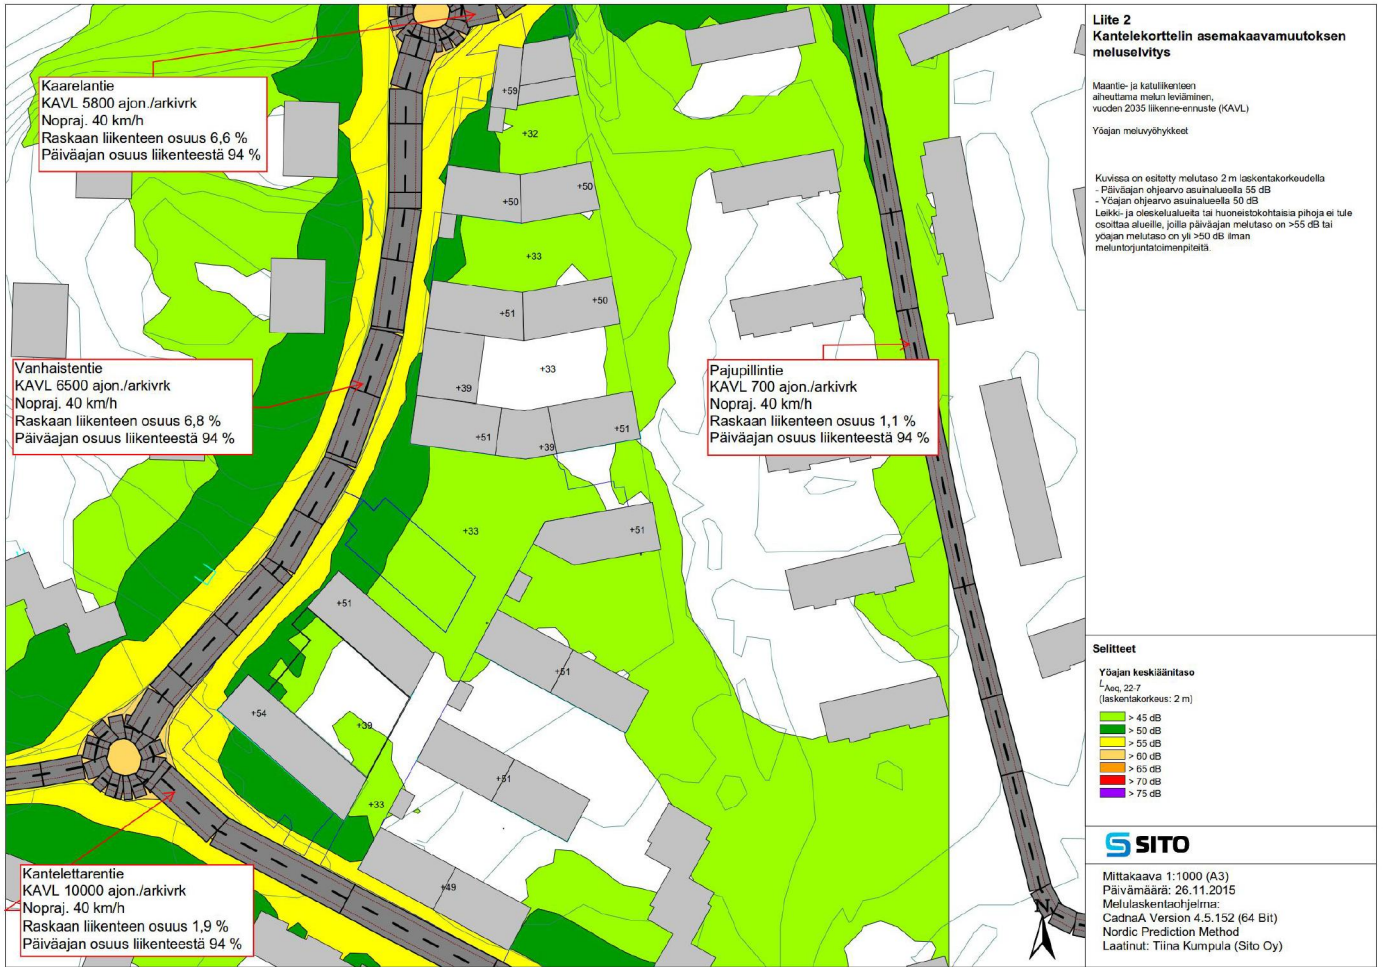 Kaarelantie
KAVL 5800 ajon./arkivrk
Nopraj. 40 km/h
Raskaan liikenteen osuus 6,6 %
Päiväajan osuus liikenteestä 94 %
Vanhaistentie
KAVL 6500 ajon./arkivrk
Nopraj. 40 km/h
Raskaan liikenteen osuus 6,8 %
Päiväajan osuus liikenteestä 94 %
Pajupillintie
KAVL 700 ajon./arkivrk
Nopraj. 40 km/h
Raskaan liikenteen osuus 1,1 %
Päiväajan osuus liikenteestä 94 %
Kantelettarentie
KAVL 10000 ajon./arkivrk
Nopraj. 40 km/h
Raskaan liikenteen osuus 1,9 %
Päiväajan osuus liikenteestä 94 %
+59
+32
+50
+50
+33
+50
+51
+33
+39
+51
+39
+51
+33
+51
+51
+51
+54
+39
+51
+33
+49
N
Liite 2
Kantelekorttelin asemakaavamuutoksen
meluselvitys
Maantie- ja katuliikenteen
aiheuttama melun leviäminen,
vuoden 2035 liikenne-ennuste (KAVL)
Yöajan meluvyöhykkeet
Kuvissa on esitetty melutaso 2 m laskentakorkeudella
- Päiväajan ohjearvo asuinalueella 55 dB
- Yöajan ohjearvo asuinalueella 50 dB
Leikki- ja oleskelualueita tai huoneistokohtaisia pihoja ei tule
osoittaa alueille, joilla päiväajan melutaso on >55 dB tai
yöajan melutaso on yli >50 dB ilman
meluntorjuntatoimenpiteitä.
Selitteet
Yöajan keskiäänitaso
LAeq, 22-7
(laskentakorkeus: 2 m)
> 45 dB
> 50 dB
> 55 dB
> 60 dB
> 65 dB
> 70 dB
> 75 dB
SITO
Mittakaava 1:1000 (A3)
Päivämäärä: 26.11.2015
Melulaskentaohjelma:
CadnaA Version 4.5.152 (64 Bit)
Nordic Prediction Method
Laatinut: Tiina Kumpula (Sito Oy)